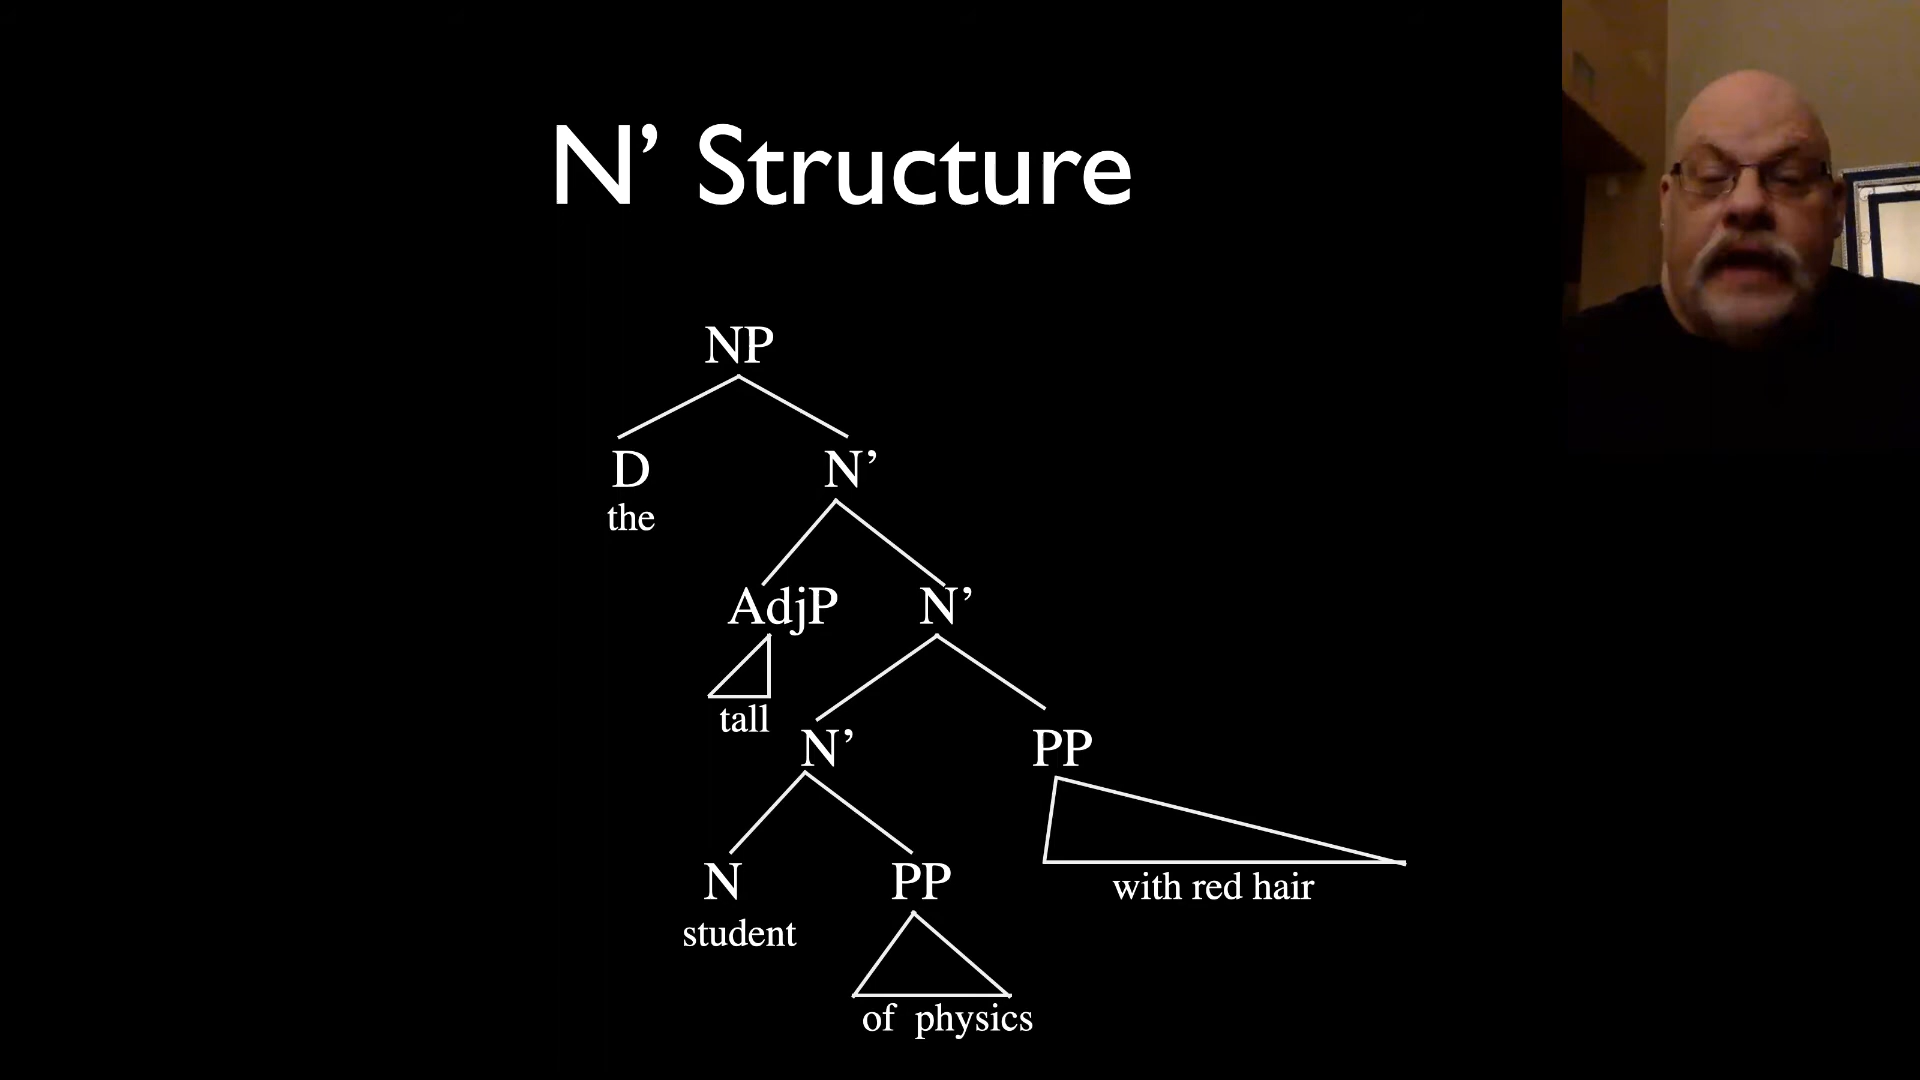 N’ Structure
NP
D N’
the
AdjP N’
tall
N’ PP
N PP
with red hair
student
of physics